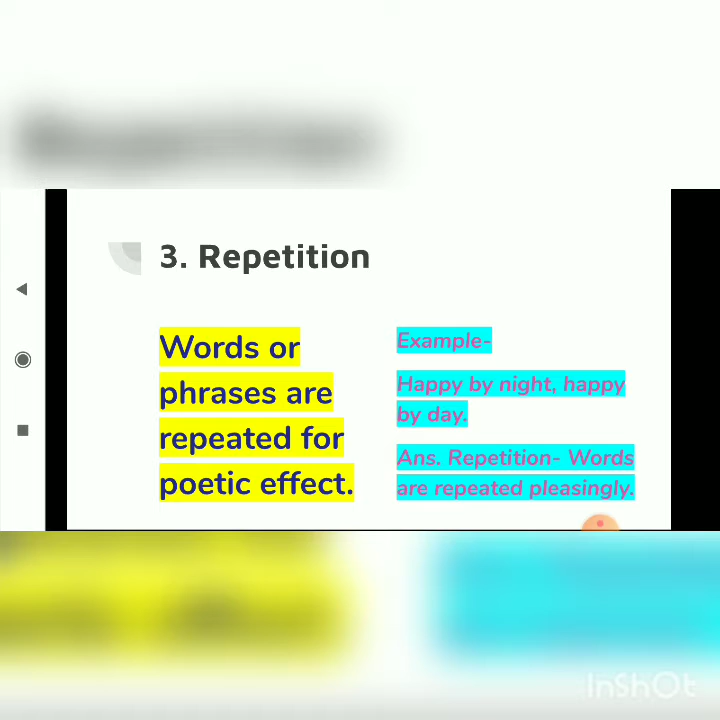 3. Repetition
Words or
phrases are
repeated for
poetic effect.
Example-
Happy by night, happy
by day.
Ans. Repetition- Words
are repeated pleasingly.
InShOt